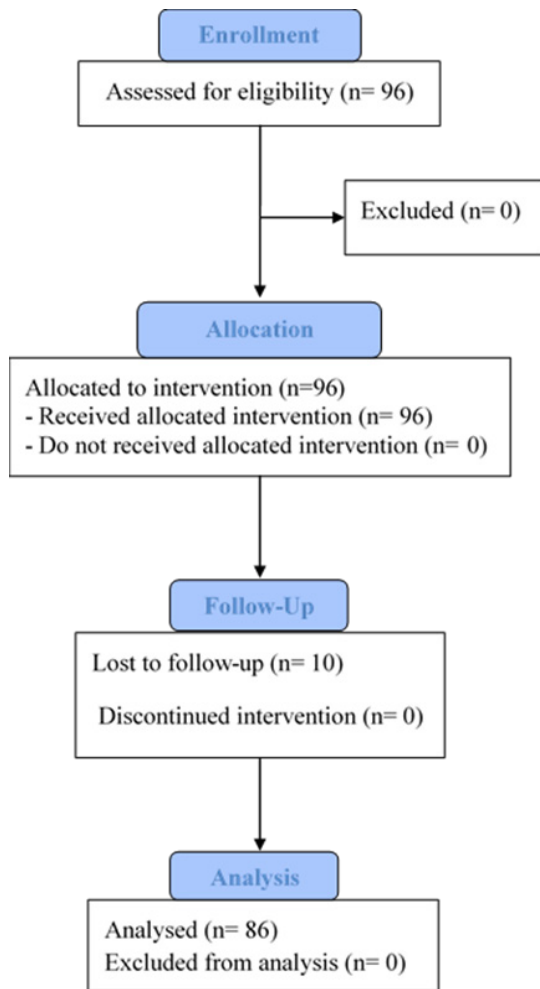 Enrollment
Assessed for eligibility (n= 96)
Excluded (n= 0)
Allocation
Allocated to intervention (n=96)
- Received allocated intervention (n= 96)
- Do not received allocated intervention (n= 0)
Follow-Up
Lost to follow-up (n= 10)
Discontinued intervention (n= 0)
Analysis
Analysed (n= 86)
Excluded from analysis (n= 0)